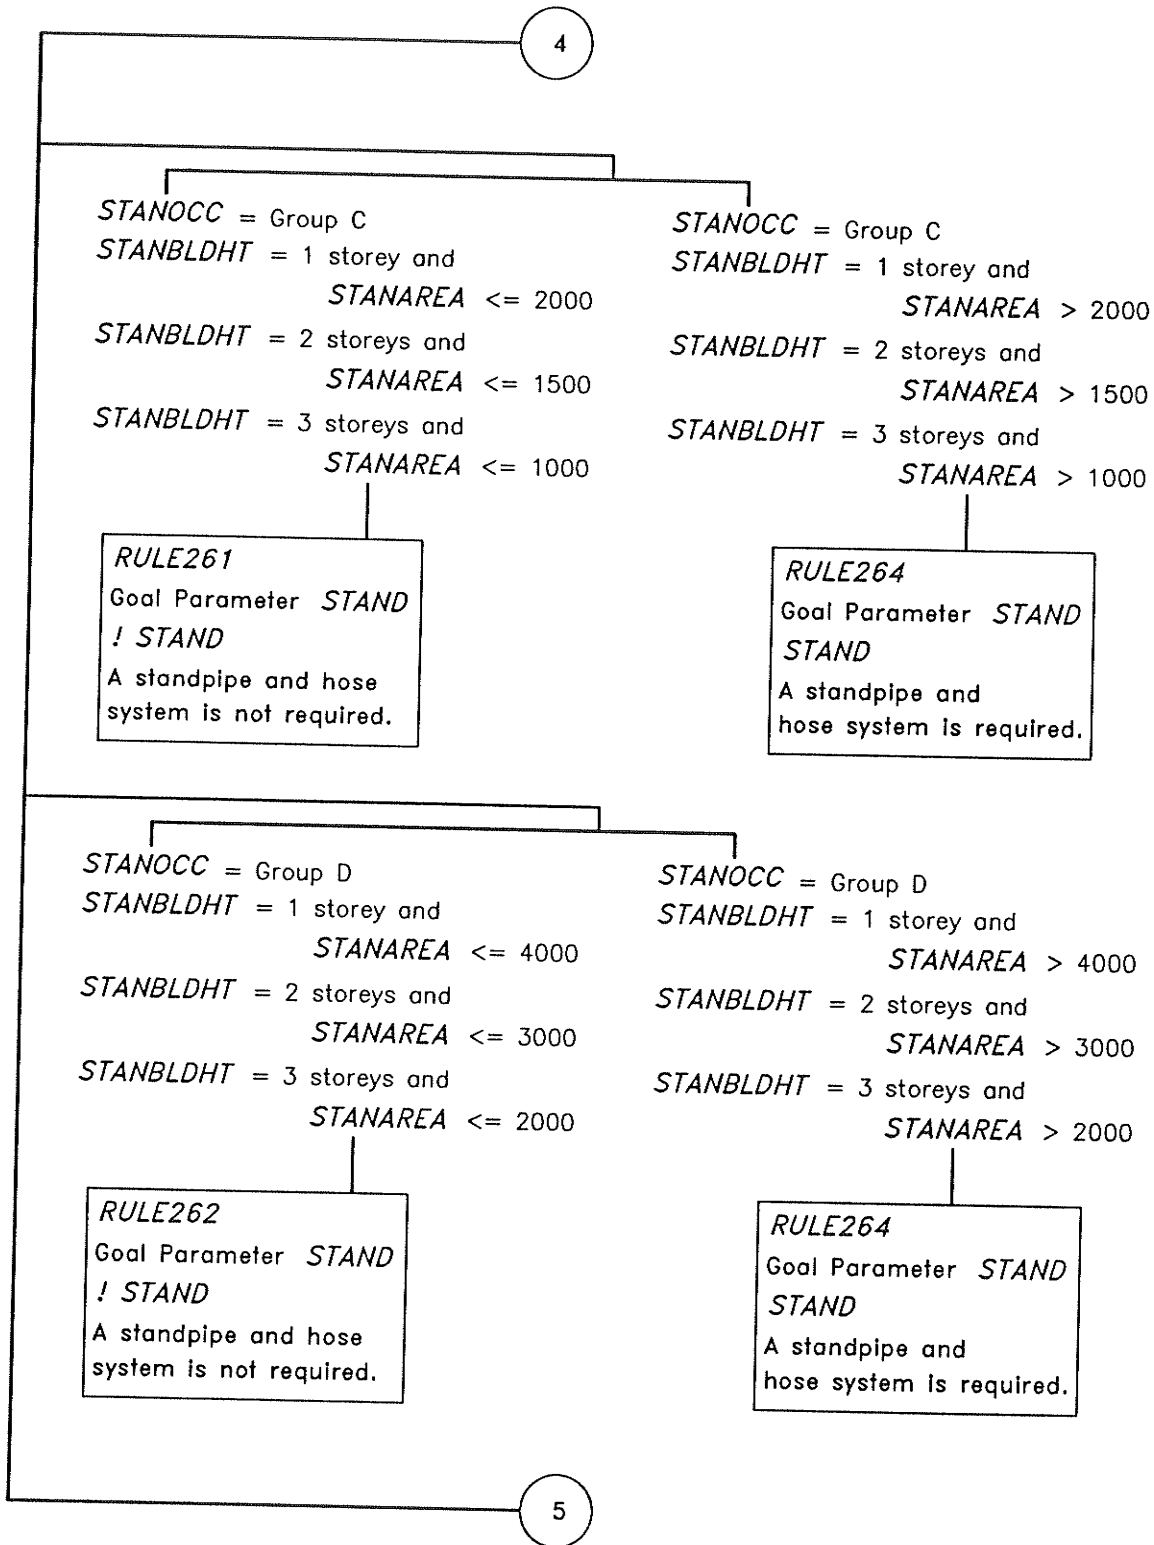 4
STANOCC = Group C
STANBLDHT = 1 storey and
STANAREA <= 2000
STANBLDHT = 2 storeys and
STANAREA <= 1500
STANBLDHT = 3 storeys and
STANAREA <= 1000
RULE261
Goal Parameter STAND
! STAND
A standpipe and hose
system is not required.
STANOCC = Group C
STANBLDHT = 1 storey and
STANAREA > 2000
STANBLDHT = 2 storeys and
STANAREA > 1500
STANBLDHT = 3 storeys and
STANAREA > 1000
RULE264
Goal Parameter STAND
STAND
A standpipe and
hose system is required.
STANOCC = Group D
STANBLDHT = 1 storey and
STANAREA <= 4000
STANBLDHT = 2 storeys and
STANAREA <= 3000
STANBLDHT = 3 storeys and
STANAREA <= 2000
RULE262
Goal Parameter STAND
! STAND
A standpipe and hose
system is not required.
STANOCC = Group D
STANBLDHT = 1 storey and
STANAREA > 4000
STANBLDHT = 2 storeys and
STANAREA > 3000
STANBLDHT = 3 storeys and
STANAREA > 2000
RULE264
Goal Parameter STAND
STAND
A standpipe and
hose system is required.
5